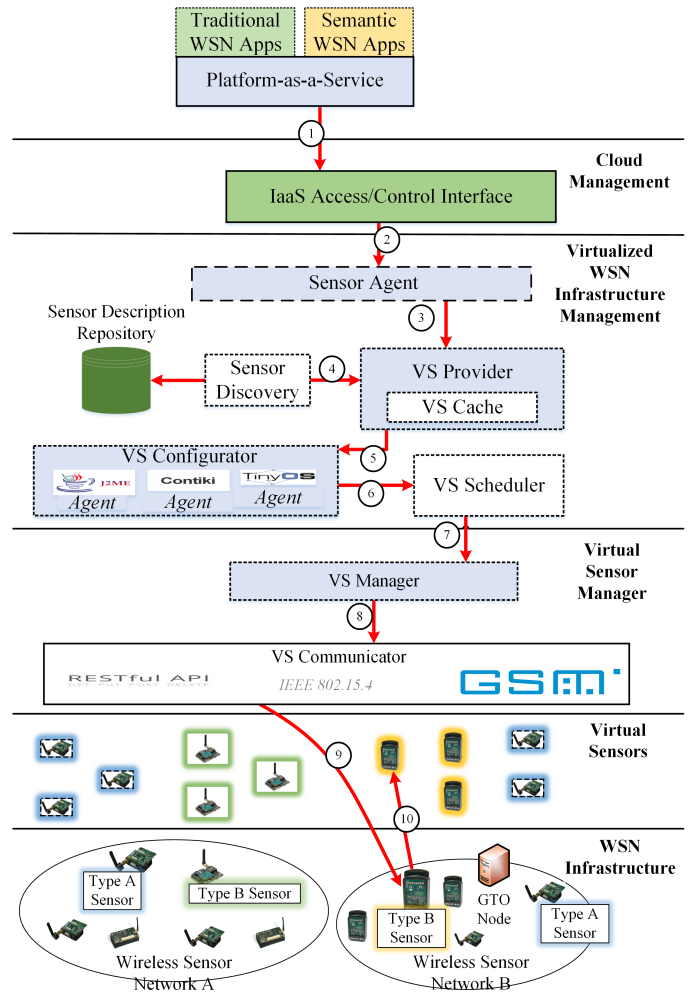 Traditional
WSN Apps
Semantic
WSN Apps
Platform-as-a-Service
1
Cloud
Management
IaaS Access/Control Interface
2
Virtualized
WSN
Infrastructure
Management
Sensor Agent
3
Sensor Description
Repository
Sensor
Discovery
4
VS Provider
VS Cache
5
VS Configurator
J2ME
Agent
Contiki
Agent
TinyOS
Agent
6
VS Scheduler
7
Virtual
Sensor
Manager
VS Manager
8
VS Communicator
RESTful API
GET PUT POST DELETE
IEEE 802.15.4
GSM
Virtual
Sensors
9
10
WSN
Infrastructure
Type A
Sensor
Type B Sensor
Wireless Sensor
Network A
GTO
Node
Type B
Sensor
Type A
Sensor
Wireless Sensor
Network B